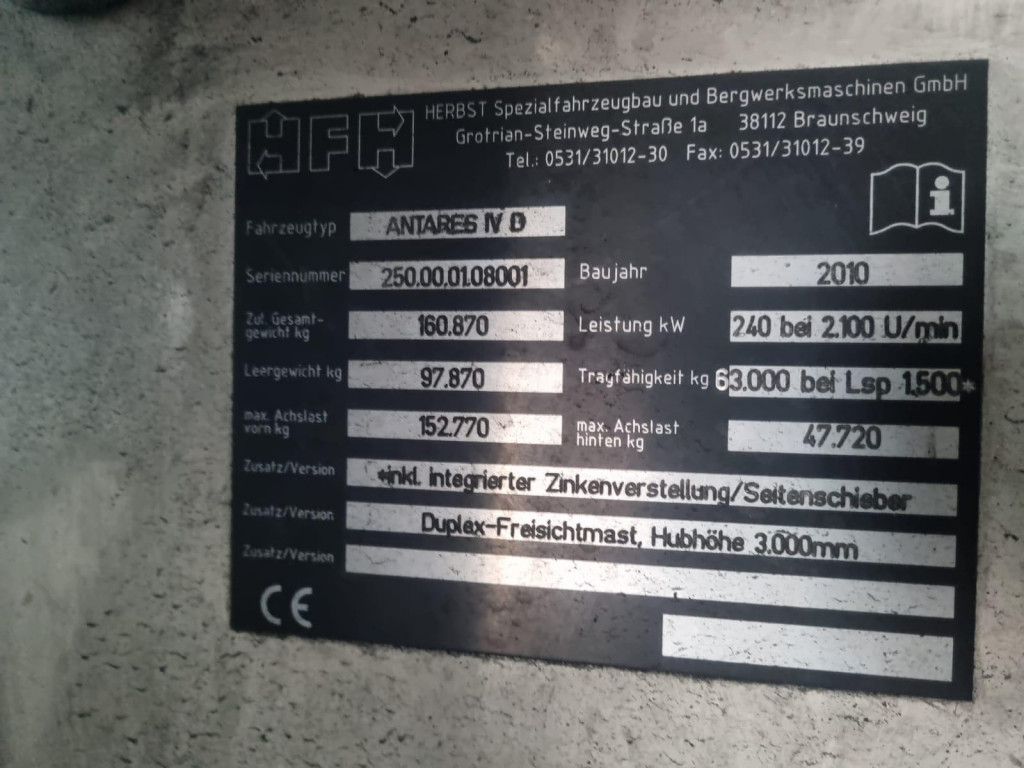 HFH
HERBST Spezialfahrzeugbau und Bergwerksmaschinen GmbH
Grotrian-Steinweg-Straße 1a 38112 Braunschweig
Tel.: 0531/31012-30 Fax: 0531/31012-39
Fahrzeugtyp ANTARES IV D
Seriennummer 250.00.01.08001 Baujahr 2010
Zul. Gesamt-
gewicht kg 160.870 Leistung kW 240 bei 2.100 U/min
Leergewicht kg 97.870 Tragfähigkeit kg 63.000 bei Lsp 1.500*
max. Achslast
vorn kg 152.770 max. Achslast
hinten kg 47.720
Zusatz/Version *inkl. integrierter Zinkenverstellung/Seitenschieber
Zusatz/Version Duplex-Freisichtmast, Hubhöhe 3.000mm
Zusatz/Version
CE